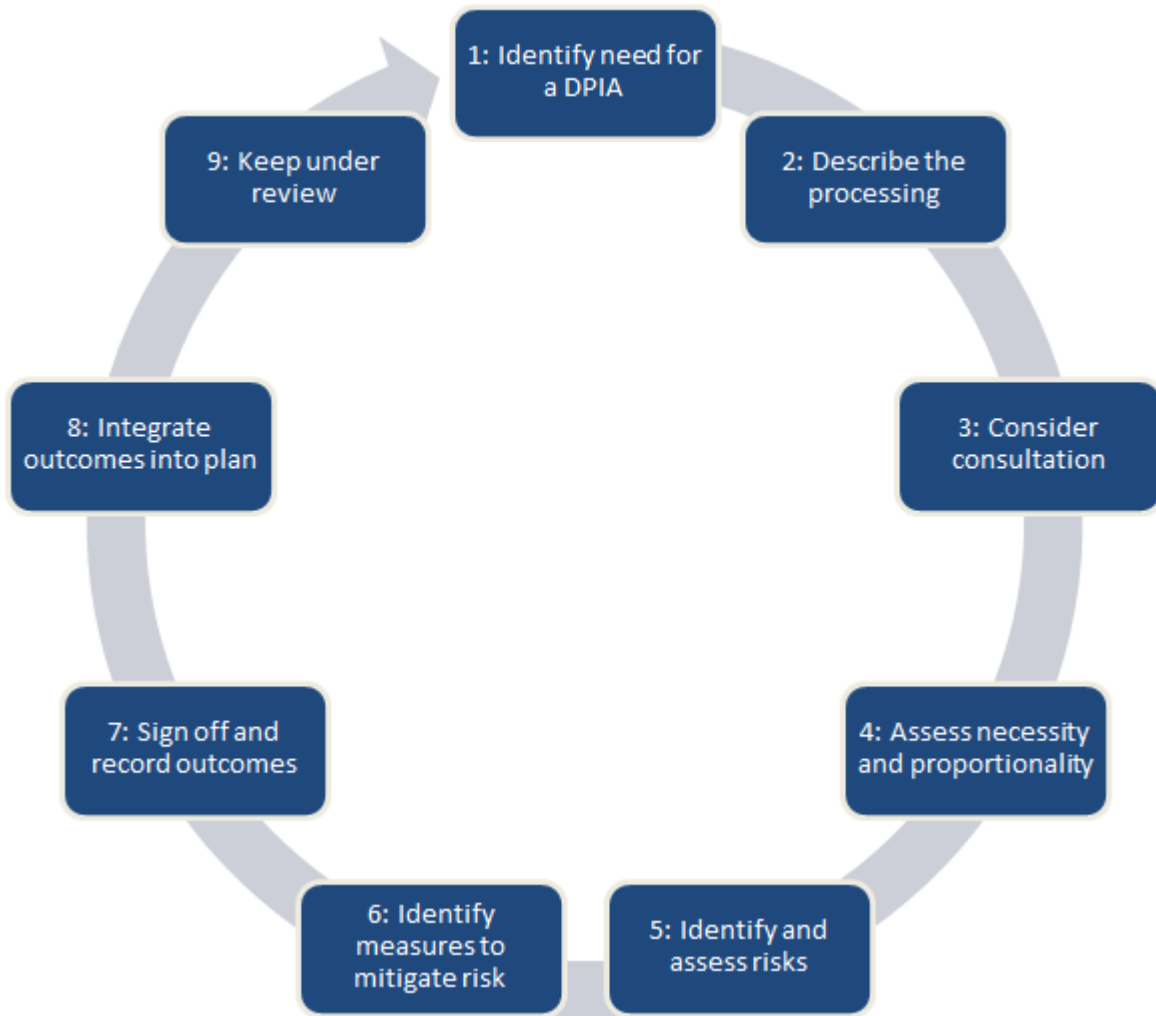 1: Identify need for
a DPIA
2: Describe the
processing
3: Consider
consultation
4: Assess necessity
and proportionality
5: Identify and
assess risks
6: Identify
measures to
mitigate risk
7: Sign off and
record outcomes
8: Integrate
outcomes into plan
9: Keep under
review